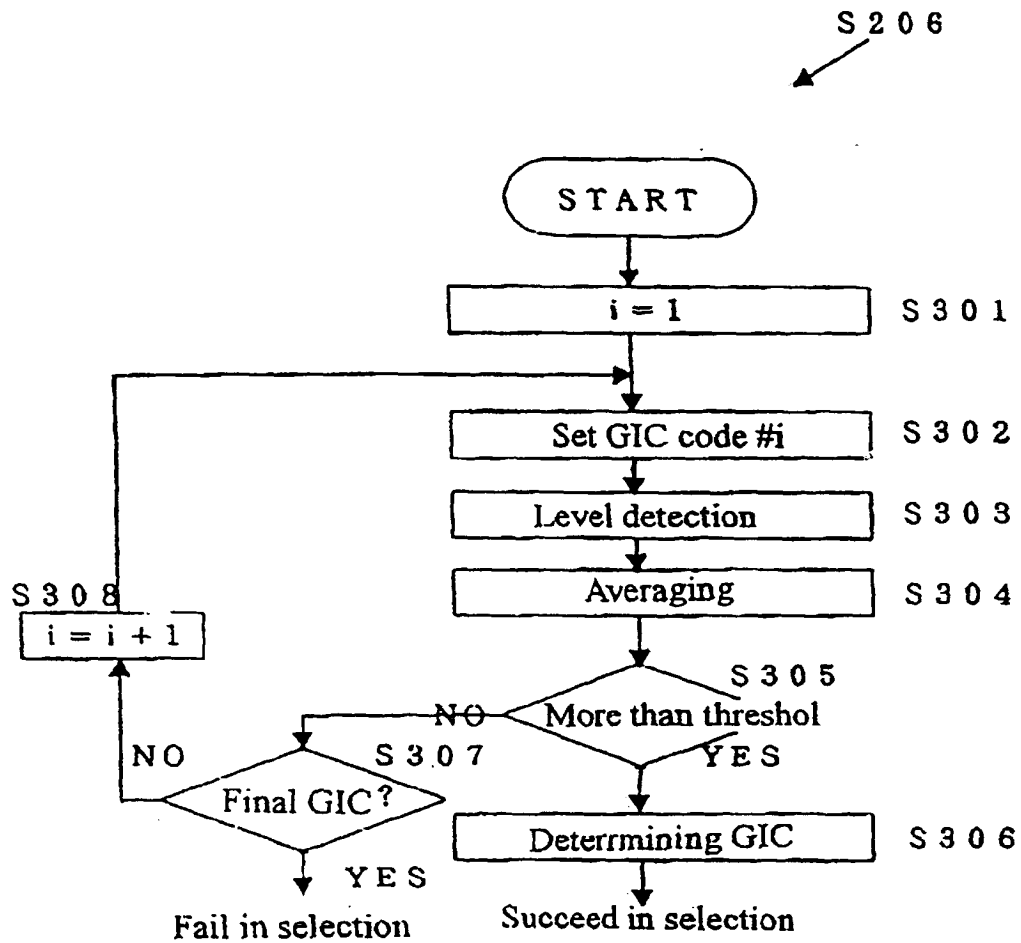 S206
START
i = 1
S301
Set GIC code #i
S302
Level detection
S303
Averaging
S304
S308
i = i + 1
S305
More than threshol
NO
YES
S307
NO
Final GIC?
YES
Determining GIC
S306
Fail in selection
Succeed in selection